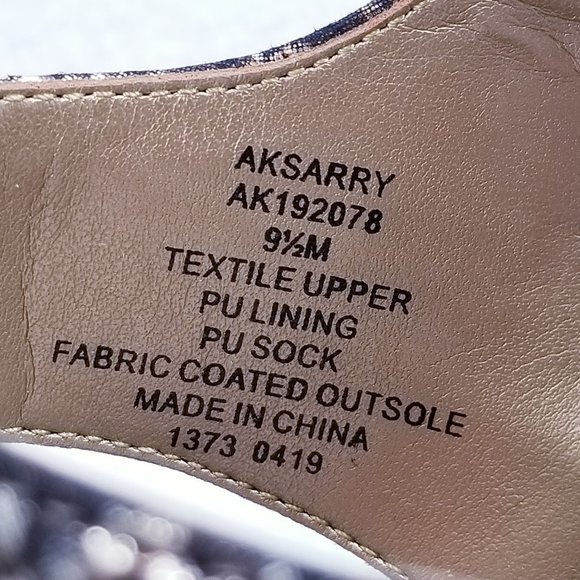 AKSARRY
AK192078
9½M
TEXTILE UPPER
PU LINING
PU SOCK
FABRIC COATED OUTSOLE
MADE IN CHINA
1373 0419